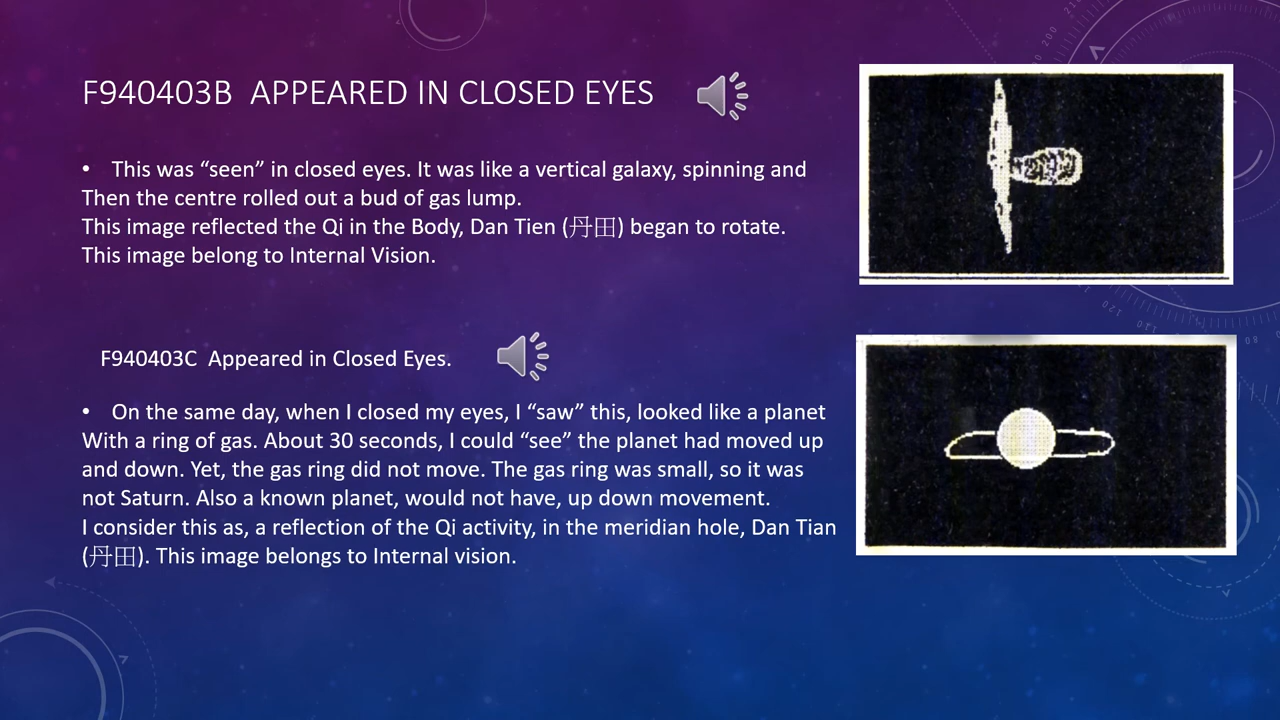 F940403B APPEARED IN CLOSED EYES
• This was “seen” in closed eyes. It was like a vertical galaxy, spinning and
Then the centre rolled out a bud of gas lump.
This image reflected the Qi in the Body, Dan Tien (丹田) began to rotate.
This image belong to Internal Vision.
F940403C Appeared in Closed Eyes.
• On the same day, when I closed my eyes, I “saw” this, looked like a planet
With a ring of gas. About 30 seconds, I could “see” the planet had moved up
and down. Yet, the gas ring did not move. The gas ring was small, so it was
not Saturn. Also a known planet, would not have, up down movement.
I consider this as, a reflection of the Qi activity, in the meridian hole, Dan Tian
(丹田). This image belongs to Internal vision.